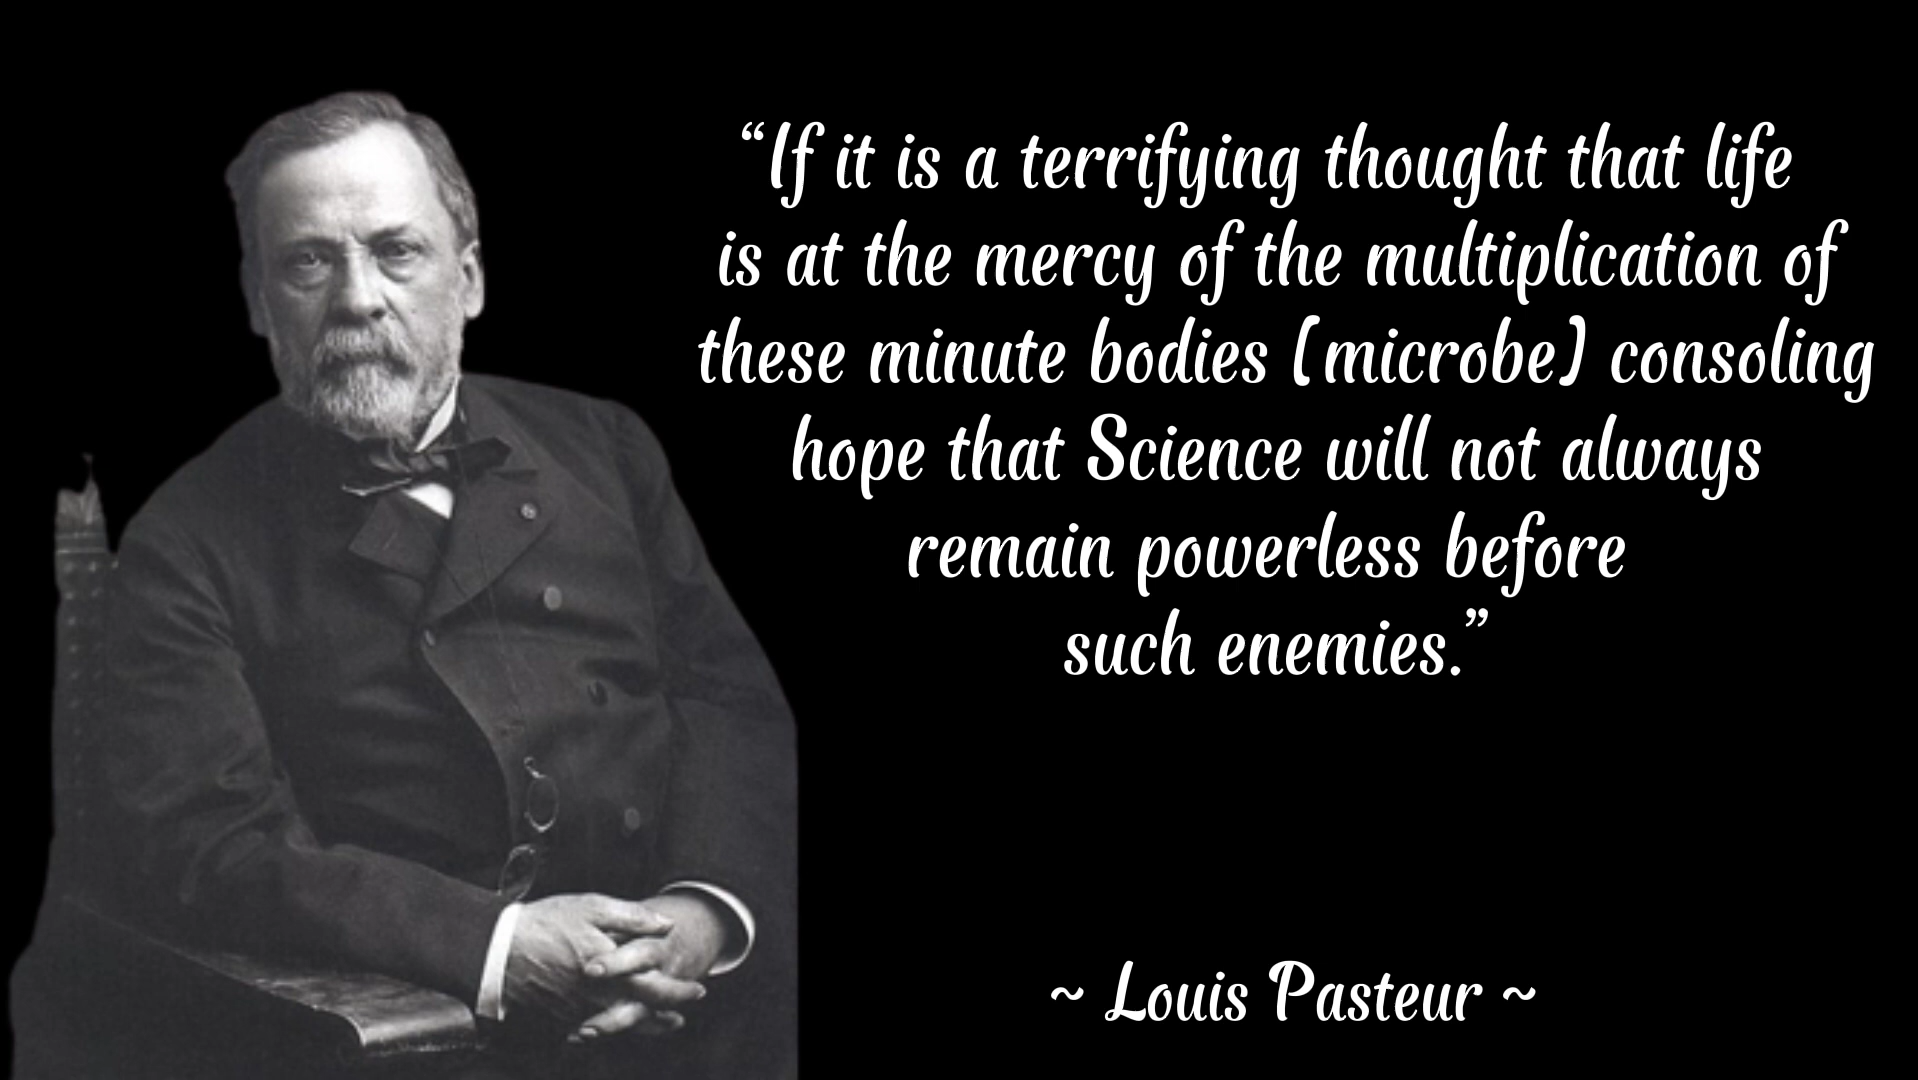 “If it is a terrifying thought that life
is at the mercy of the multiplication of
these minute bodies (microbe) consoling
hope that Science will not always
remain powerless before
such enemies.”
~ Louis Pasteur ~